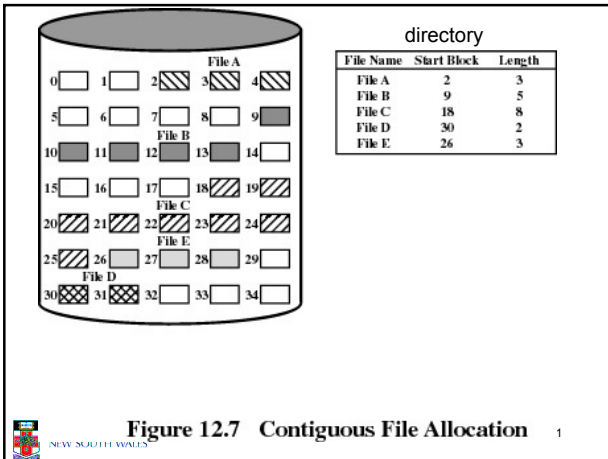 directory
File Name Start Block Length
File A 2 3
File B 9 5
File C 18 8
File D 30 2
File E 26 3
File A
0 1 2 3 4
5 6 7 8 9
File B
10 11 12 13 14
15 16 17 18 19
File C
20 21 22 23 24
File E
25 26 27 28 29
File D
30 31 32 33 34
NEW SOUTH WALES
Figure 12.7 Contiguous File Allocation 1